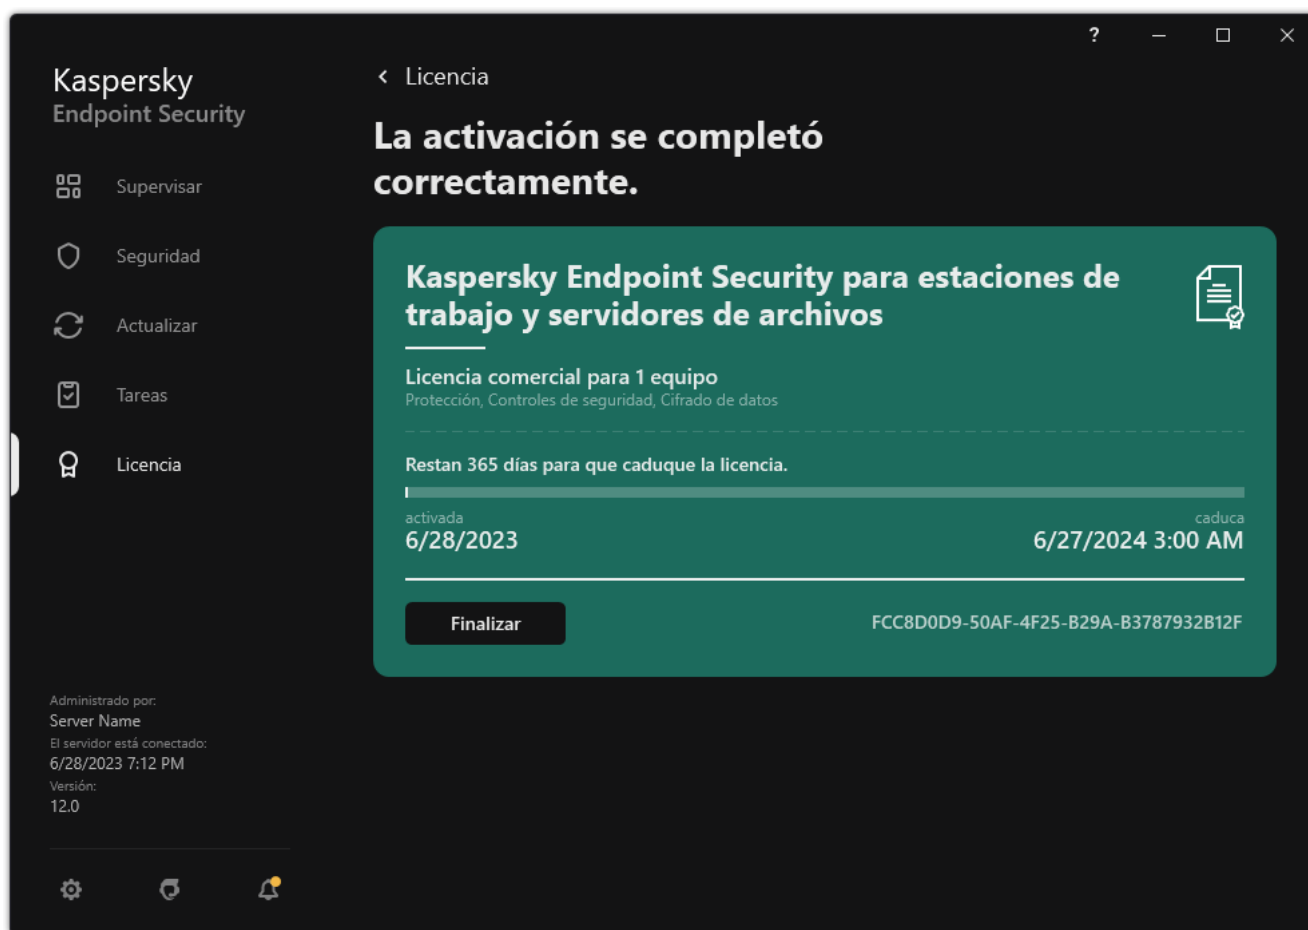 ?
Kaspersky
Endpoint Security
Supervisar
Seguridad
Actualizar
Tareas
Licencia
Administrado por:
Server Name
El servidor está conectado:
6/28/2023 7:12 PM
Versión:
12.0
Licencia
La activación se completó
correctamente.
Kaspersky Endpoint Security para estaciones de
trabajo y servidores de archivos
Licencia comercial para 1 equipo
Protección, Controles de seguridad, Cifrado de datos
Restan 365 días para que caduque la licencia.
activada caduca
6/28/2023 6/27/2024 3:00 AM
Finalizar FCC8D0D9-50AF-4F25-B29A-B3787932B12F